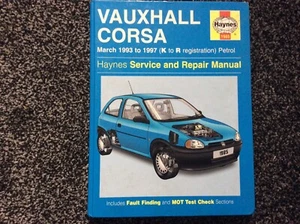 VAUXHALL
CORSA
Haynes
March 1993 to 1997 (K to R registration) Petrol
Haynes Service and Repair Manual
1985
Includes Fault Finding and MOT Test Check Sections